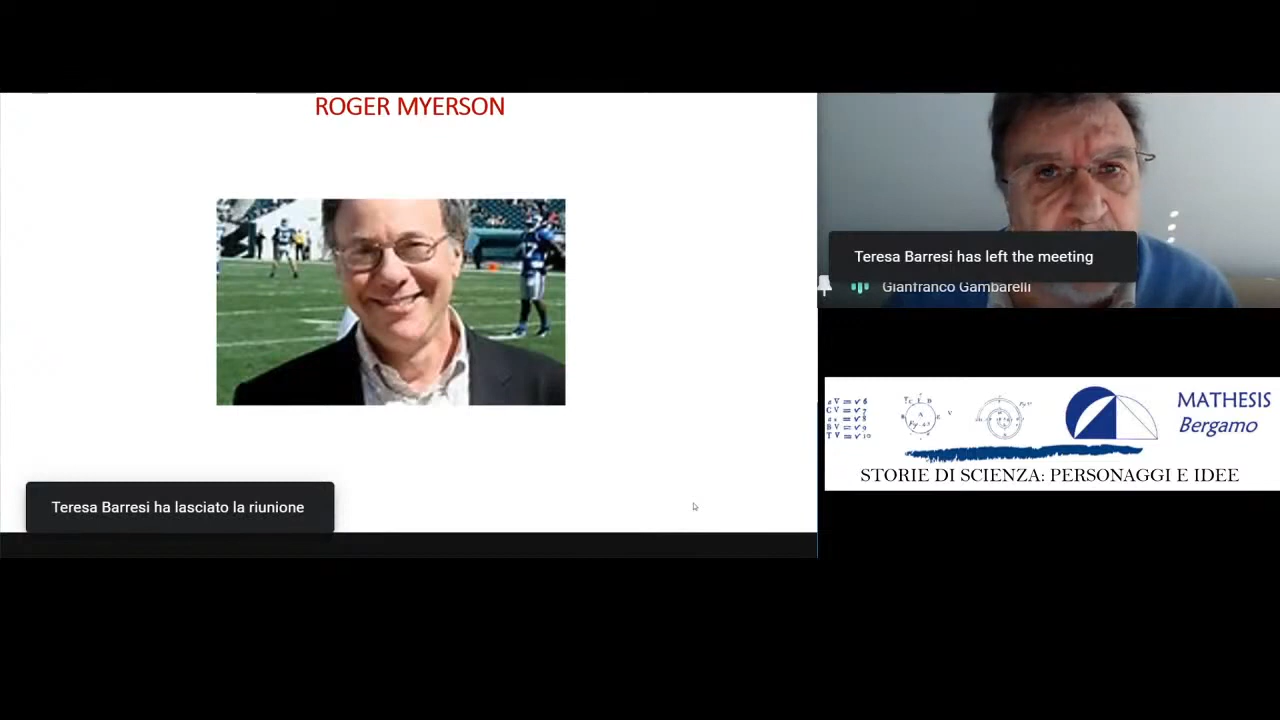 ROGER MYERSON
Teresa Barresi ha lasciato la riunione
Teresa Barresi has left the meeting
Gianfranco Gambarelli
MATHESIS
Bergamo
STORIE DI SCIENZA: PERSONAGGI E IDEE